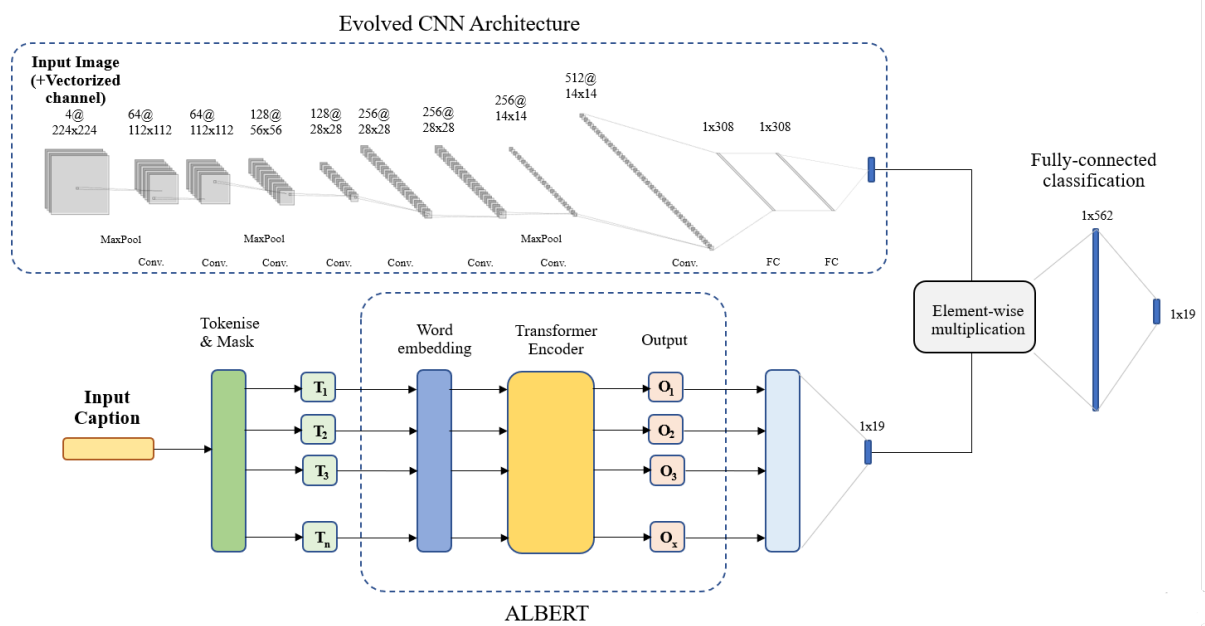 Evolved CNN Architecture
Input Image
(+Vectorized
channel)
4@
224x224
64@
112x112
64@
112x112
128@
56x56
128@
28x28
256@
28x28
256@
28x28
256@
14x14
512@
14x14
1x308
1x308
MaxPool
MaxPool
MaxPool
Conv.
Conv.
Conv.
Conv.
Conv.
Conv.
Conv.
Conv.
FC
FC
Fully-connected
classification
1x562
1x19
Element-wise
multiplication
Tokenise
& Mask
Word
embedding
Transformer
Encoder
Output
Input
Caption
T1
T2
T3
Tn
O1
O2
O3
Ox
1x19
ALBERT